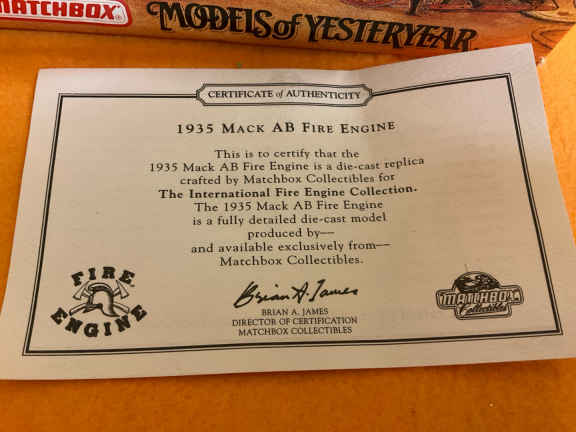 MATCHBOX®
MODELS of YESTERYEAR
CERTIFICATE of AUTHENTICITY
1935 MACK AB FIRE ENGINE
This is to certify that the
1935 Mack AB Fire Engine is a die-cast replica
crafted by Matchbox Collectibles for
The International Fire Engine Collection.
The 1935 Mack AB Fire Engine
is a fully detailed die-cast model
produced by—
and available exclusively from—
Matchbox Collectibles.
FIRE
ENGINE
Brian A. James
BRIAN A. JAMES
DIRECTOR OF CERTIFICATION
MATCHBOX COLLECTIBLES
MATCHBOX
Collectibles